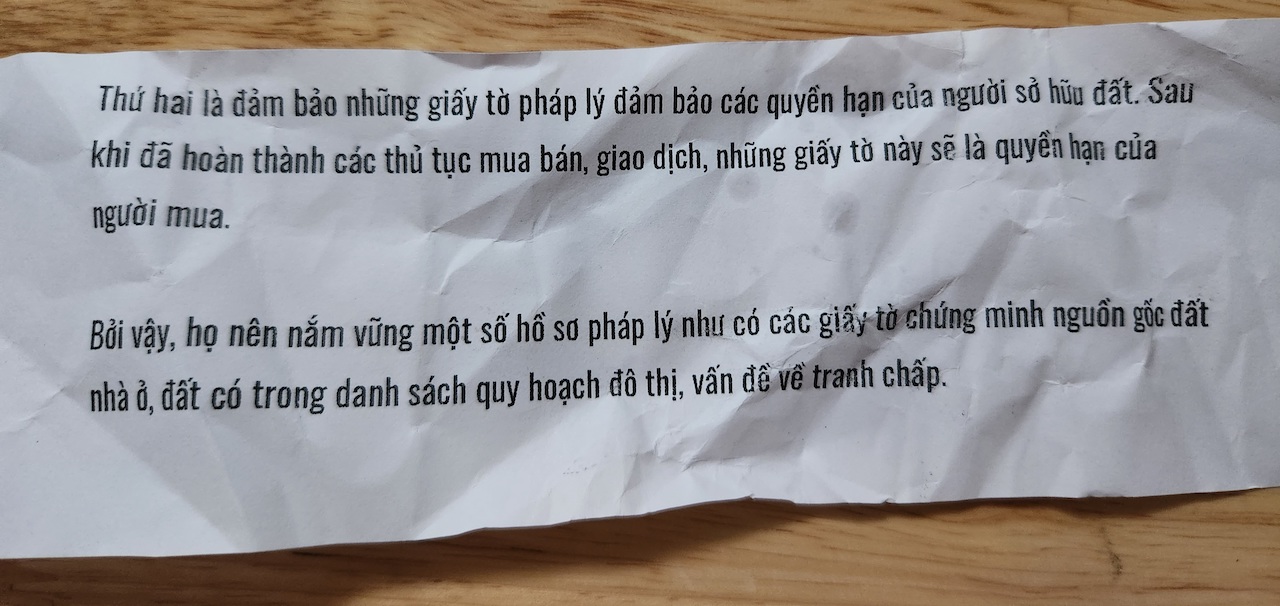 Thứ hai là đảm bảo những giấy tờ pháp lý đảm bảo các quyền hạn của người sở hữu đất. Sau
khi đã hoàn thành các thủ tục mua bán, giao dịch, những giấy tờ này sẽ là quyền hạn của
người mua.
Bởi vậy, họ nên nắm vững một số hồ sơ pháp lý như có các giấy tờ chứng minh nguồn gốc đất
nhà ở, đất có trong danh sách quy hoạch đô thị, vấn đề về tranh chấp.